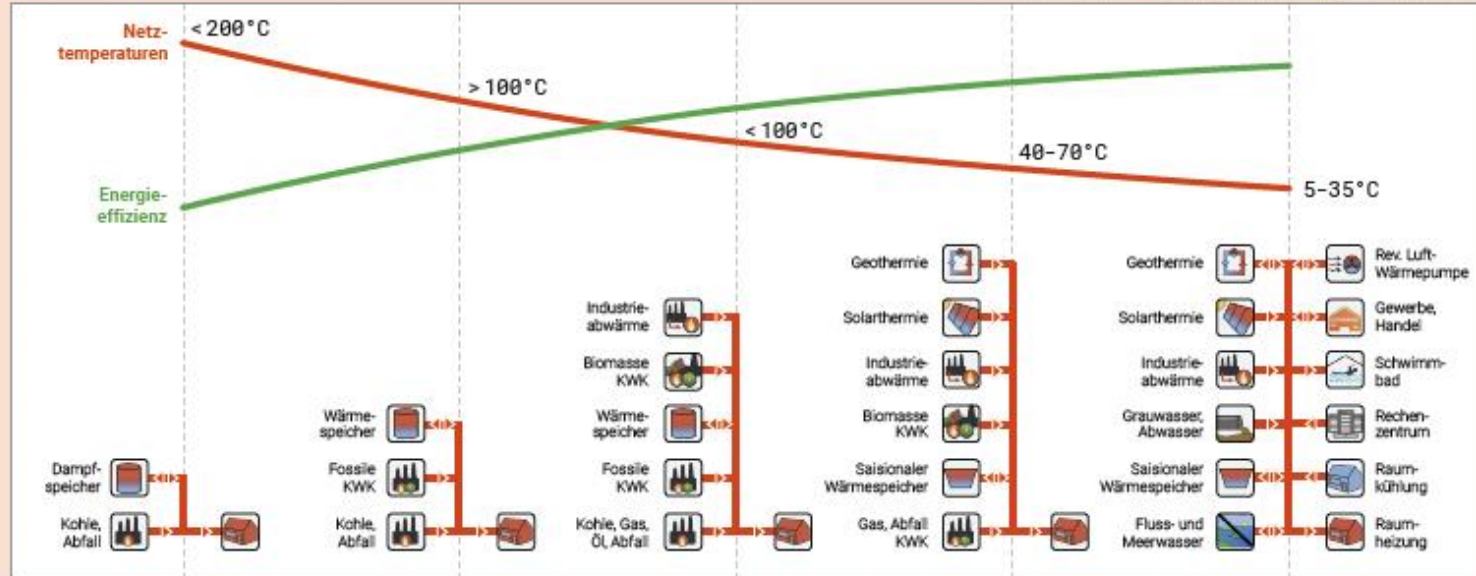 Netz-
temperaturen
<200°C
>100°C
<100°C
40–70°C
5–35°C
Energie-
effizienz
Dampf-
speicher
Kohle,
Abfall
Wärme-
speicher
Fossile
KWK
Kohle,
Abfall
Industrie-
abwärme
Biomasse
KWK
Wärme-
speicher
Fossile
KWK
Kohle, Gas,
Öl, Abfall
Geothermie
Solarthermie
Industrie-
abwärme
Biomasse
KWK
Saisionaler
Wärmespeicher
Gas, Abfall
KWK
Geothermie
Solarthermie
Industrie-
abwärme
Grauwasser,
Abwasser
Saisionaler
Wärmespeicher
Fluss- und
Meerwasser
Rev. Luft-
Wärmepumpe
Gewerbe,
Handel
Schwimm-
bad
Rechen-
zentrum
Raum-
kühlung
Raum-
heizung